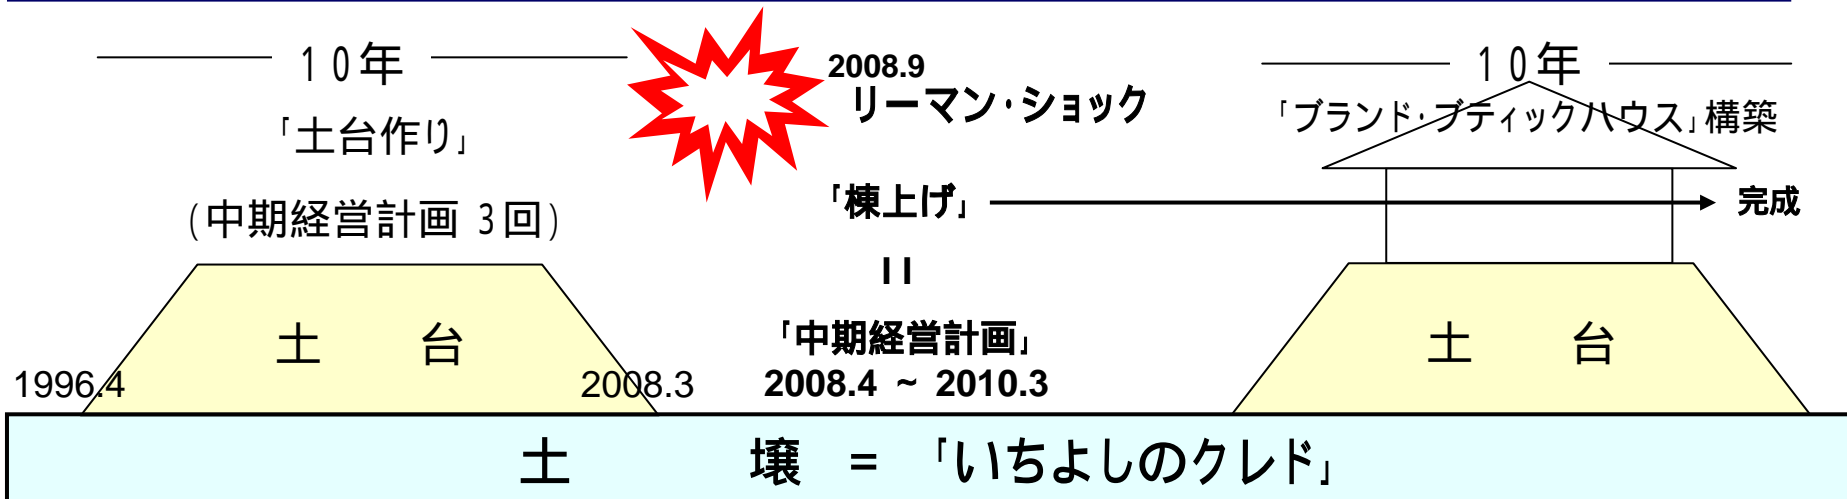 10年
「土台作り」
(中期経営計画 3回)
土 台
1996.4
2008.3
2008.9
リーマン・ショック
「棟上げ」
=
「中期経営計画」
2008.4 ~ 2010.3
10年
「ブランド・ブティックハウス」構築
完成
土 台
土 壌 = 「いちよしのクレド」